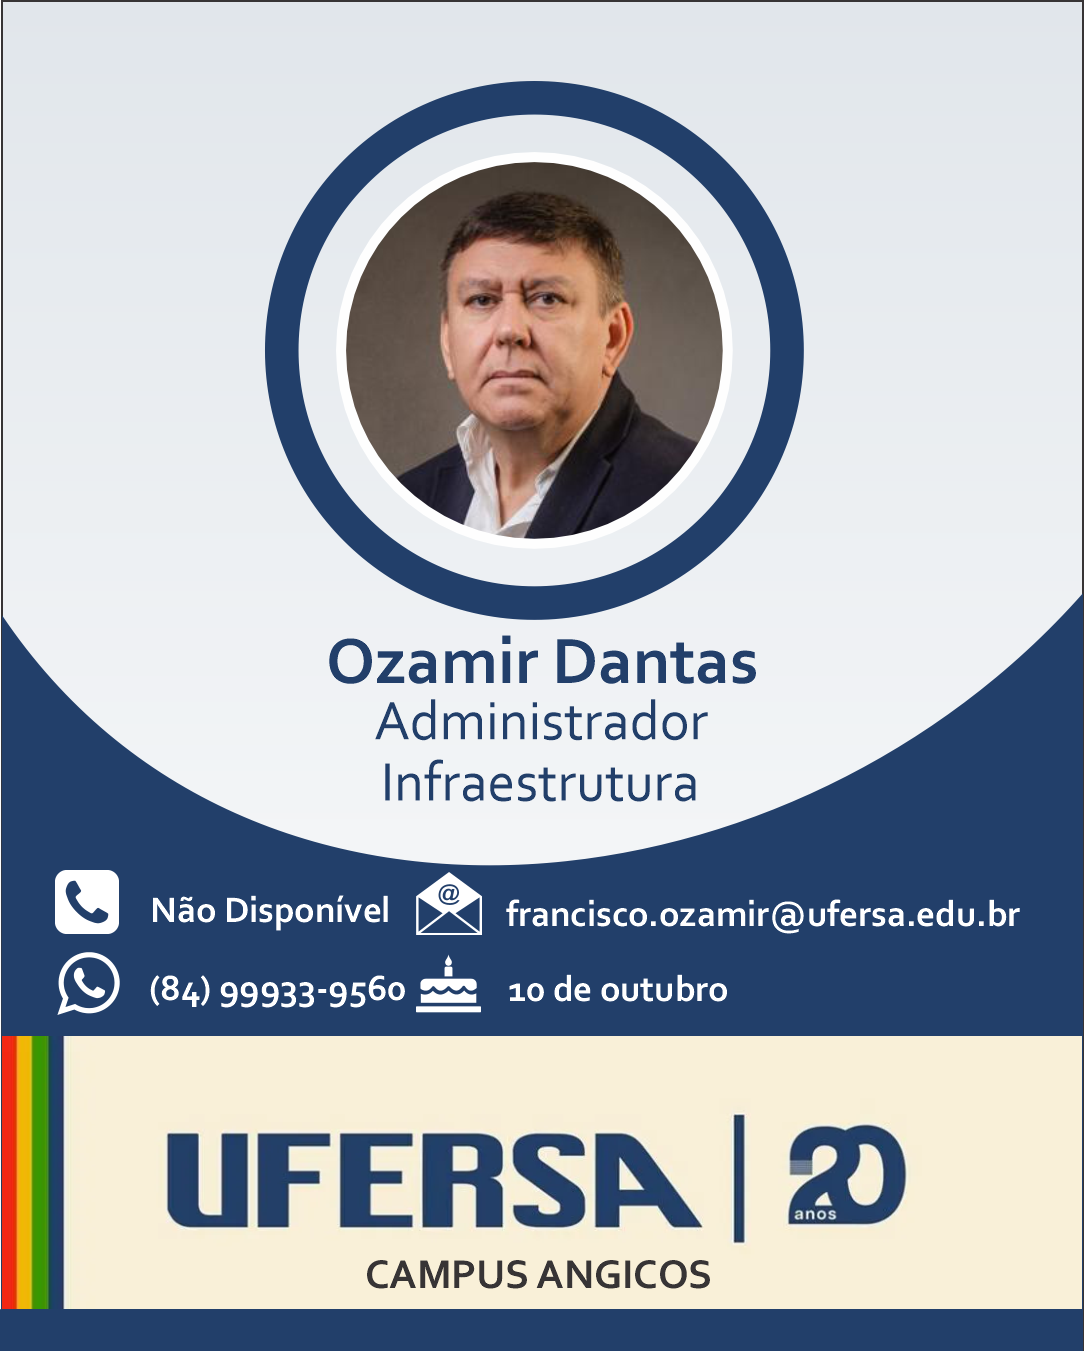 Ozamir Dantas
Administrador
Infraestrutura
Não Disponível
@
francisco.ozamir@ufersa.edu.br
(84) 99933-9560
10 de outubro
UFERSA | 20
anos
CAMPUS ANGICOS